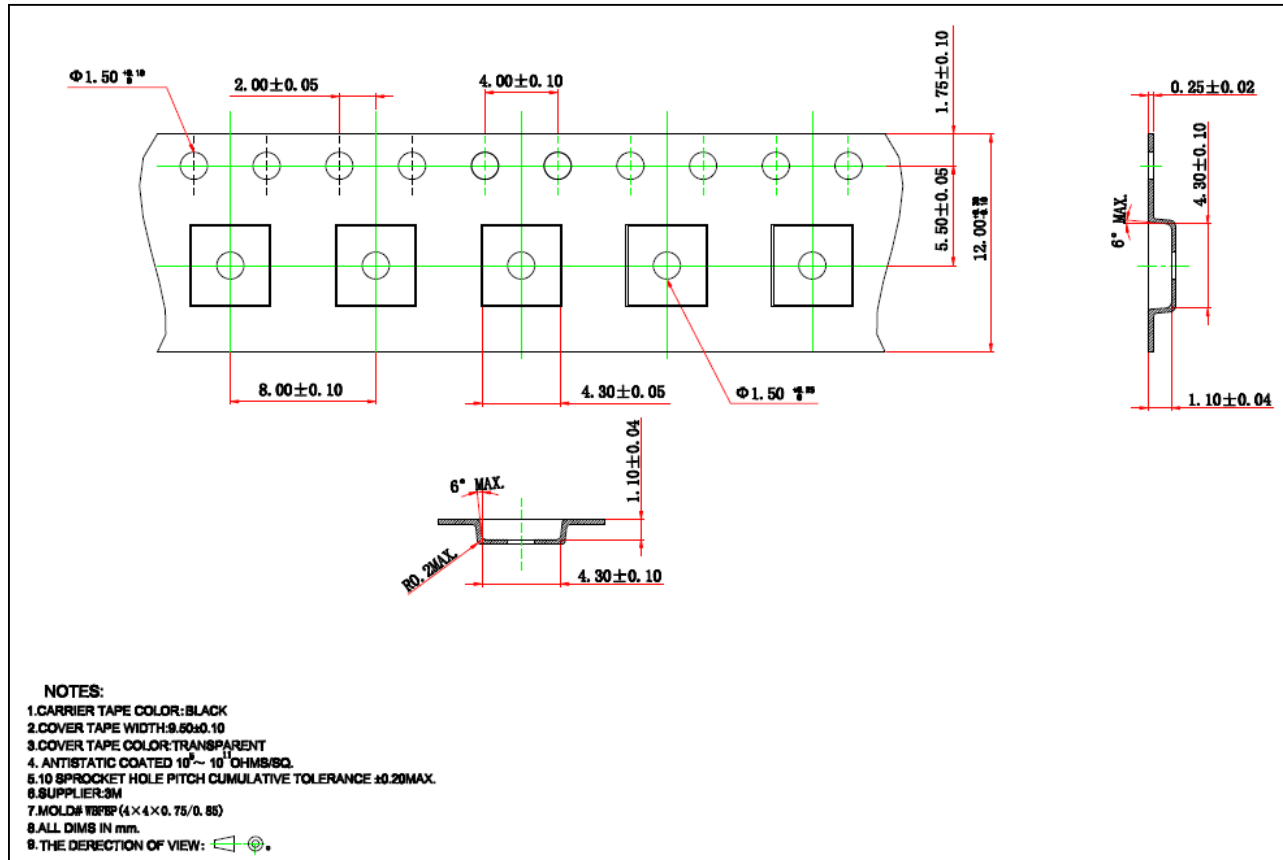 Φ1.50 +0.10 0
2.00±0.05
4.00±0.10
1.75±0.10
0.25±0.02
5.50±0.05
12.00
4.30±0.10
6° MAX.
8.00±0.10
4.30±0.05
Φ1.50
1.10±0.04
6° MAX.
1.10±0.04
R0.2MAX.
4.30±0.10
NOTES:
1.CARRIER TAPE COLOR:BLACK
2.COVER TAPE WIDTH:9.50±0.10
3.COVER TAPE COLOR:TRANSPARENT
4. ANTISTATIC COATED 10 ~ 10¹¹OHMS/SQ.
5.10 SPROCKET HOLE PITCH CUMULATIVE TOLERANCE ±0.20MAX.
6.SUPPLIER:3M
7.MOLD# (4×4×0.75/0.85)
8.ALL DIMS IN mm.
9.THE DERECTION OF VIEW: